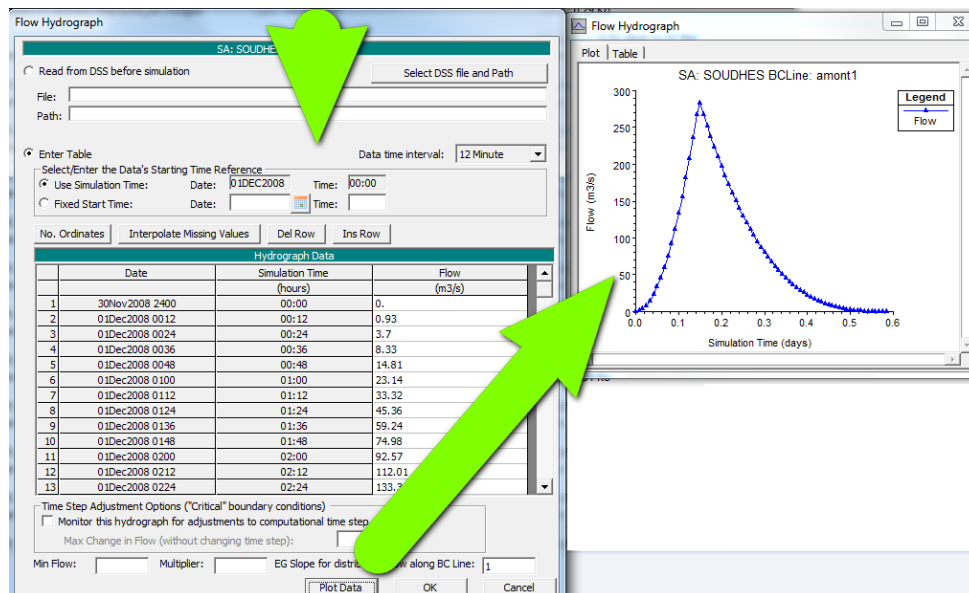 Flow Hydrograph
SA: SOUDHES
Read from DSS before simulation
Select DSS file and Path
File:
Path:
Enter Table
Data time interval: 12 Minute
Select/Enter the Data's Starting Time Reference
Use Simulation Time: Date: 01DEC2008 Time: 00:00
Fixed Start Time: Date: Time:
No. Ordinates Interpolate Missing Values Del Row Ins Row
Hydrograph Data
Date Simulation Time Flow
(hours) (m3/s)
1 30Nov2008 2400 00:00 0.
2 01Dec2008 0012 00:12 0.93
3 01Dec2008 0024 00:24 3.7
4 01Dec2008 0036 00:36 8.33
5 01Dec2008 0048 00:48 14.81
6 01Dec2008 0100 01:00 23.14
7 01Dec2008 0112 01:12 33.32
8 01Dec2008 0124 01:24 45.36
9 01Dec2008 0136 01:36 59.24
10 01Dec2008 0148 01:48 74.98
11 01Dec2008 0200 02:00 92.57
12 01Dec2008 0212 02:12 112.01
13 01Dec2008 0224 02:24 133.3
Time Step Adjustment Options ("Critical" boundary conditions)
Monitor this hydrograph for adjustments to computational time step
Max Change in Flow (without changing time step):
Min Flow: Multiplier: EG Slope for along BC Line: 1
Plot Data OK Cancel
Flow Hydrograph
Plot Table
SA: SOUDHES BCLine: amont1
Legend
Flow
Flow (m3/s)
300
250
200
150
100
50
0
0.0 0.1 0.2 0.3 0.4 0.5 0.6
Simulation Time (days)